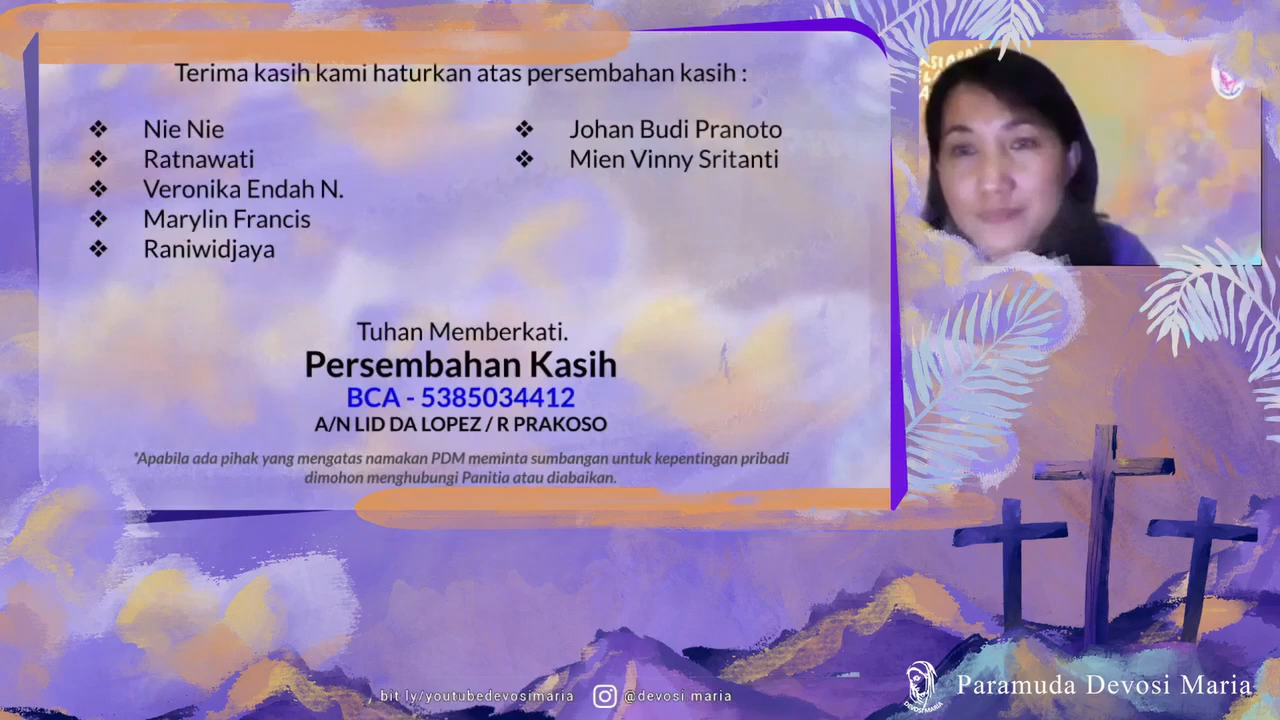 Terima kasih kami haturkan atas persembahan kasih :
❖ Nie Nie
❖ Ratnawati
❖ Veronika Endah N.
❖ Marylin Francis
❖ Raniwidjaya
❖ Johan Budi Pranoto
❖ Mien Vinny Sritanti
Tuhan Memberkati.
Persembahan Kasih
BCA - 5385034412
A/N LID DA LOPEZ / R PRAKOSO
*Apabila ada pihak yang mengatas namakan PDM meminta sumbangan untuk kepentingan pribadi
dimohon menghubungi Panitia atau diabaikan.
bit ly/youtubedevosimaria
@devosi maria
DEVOSI MARIA
Paramuda Devosi Maria